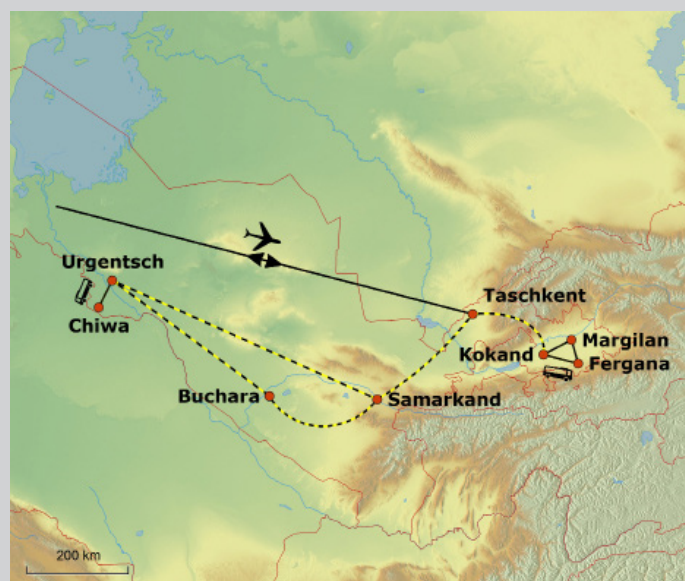 Urgentsch
Taschkent
Chiwa
Margilan
Kokand
Fergana
Buchara
Samarkand
200 km